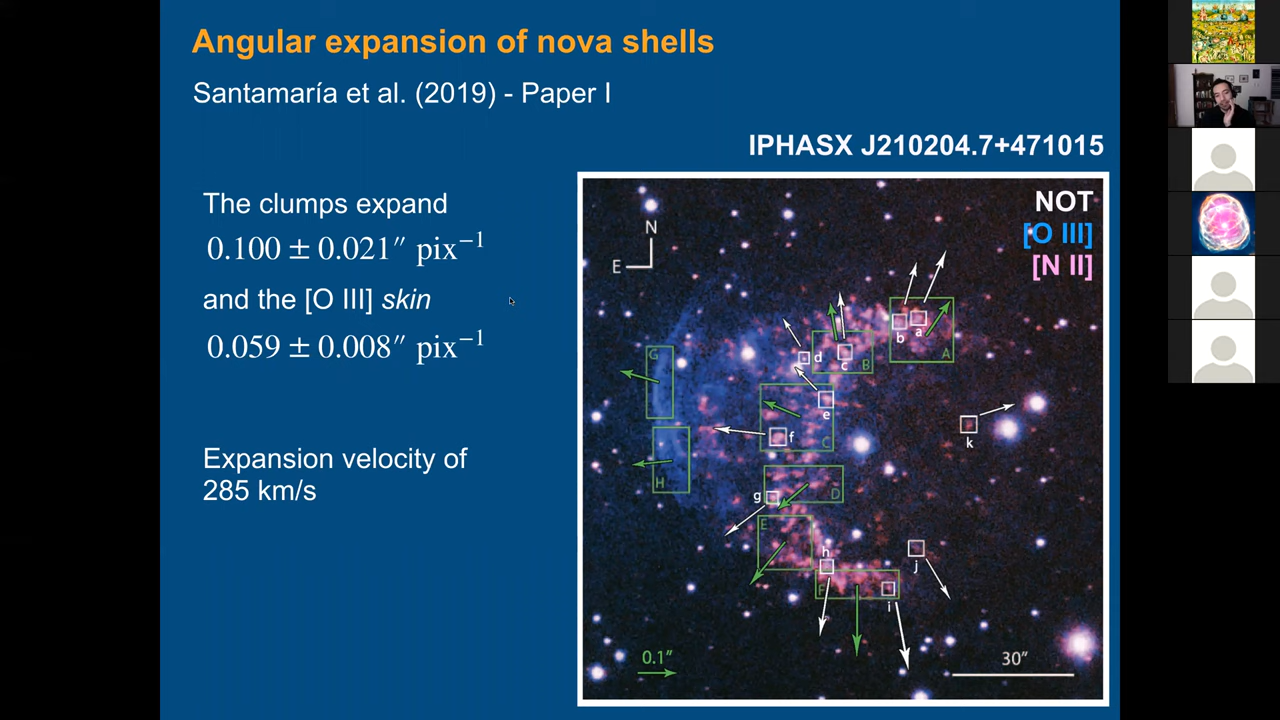 Angular expansion of nova shells
Santamaría et al. (2019) - Paper I
IPHASX J210204.7+471015
The clumps expand
0.100 ± 0.021″ pix⁻¹
and the [O III] skin
0.059 ± 0.008″ pix⁻¹
Expansion velocity of
285 km/s
NOT
[O III]
[N II]
N
E
b
a
A
d
c
B
G
e
k
f
C
H
g
D
E
h
j
F
i
0.1″
30″